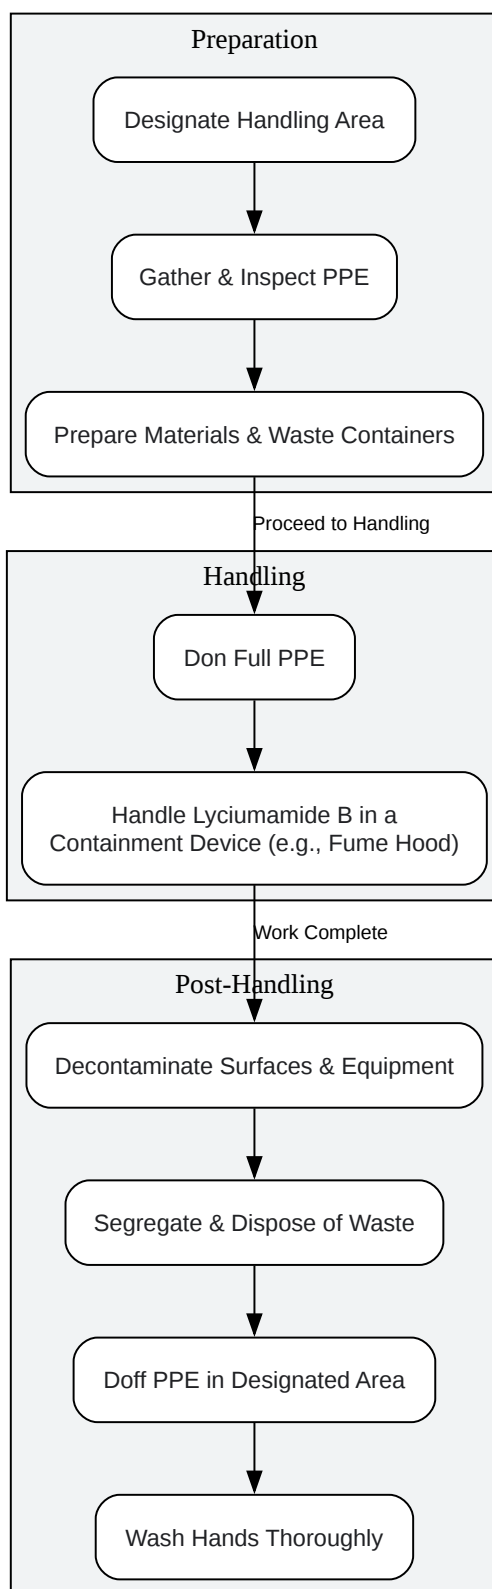 Preparation
Designate Handling Area
Gather & Inspect PPE
Prepare Materials & Waste Containers
Proceed to Handling
Handling
Don Full PPE
Handle Lyciumamide B in a
Containment Device (e.g., Fume Hood)
Work Complete
Post-Handling
Decontaminate Surfaces & Equipment
Segregate & Dispose of Waste
Doff PPE in Designated Area
Wash Hands Thoroughly